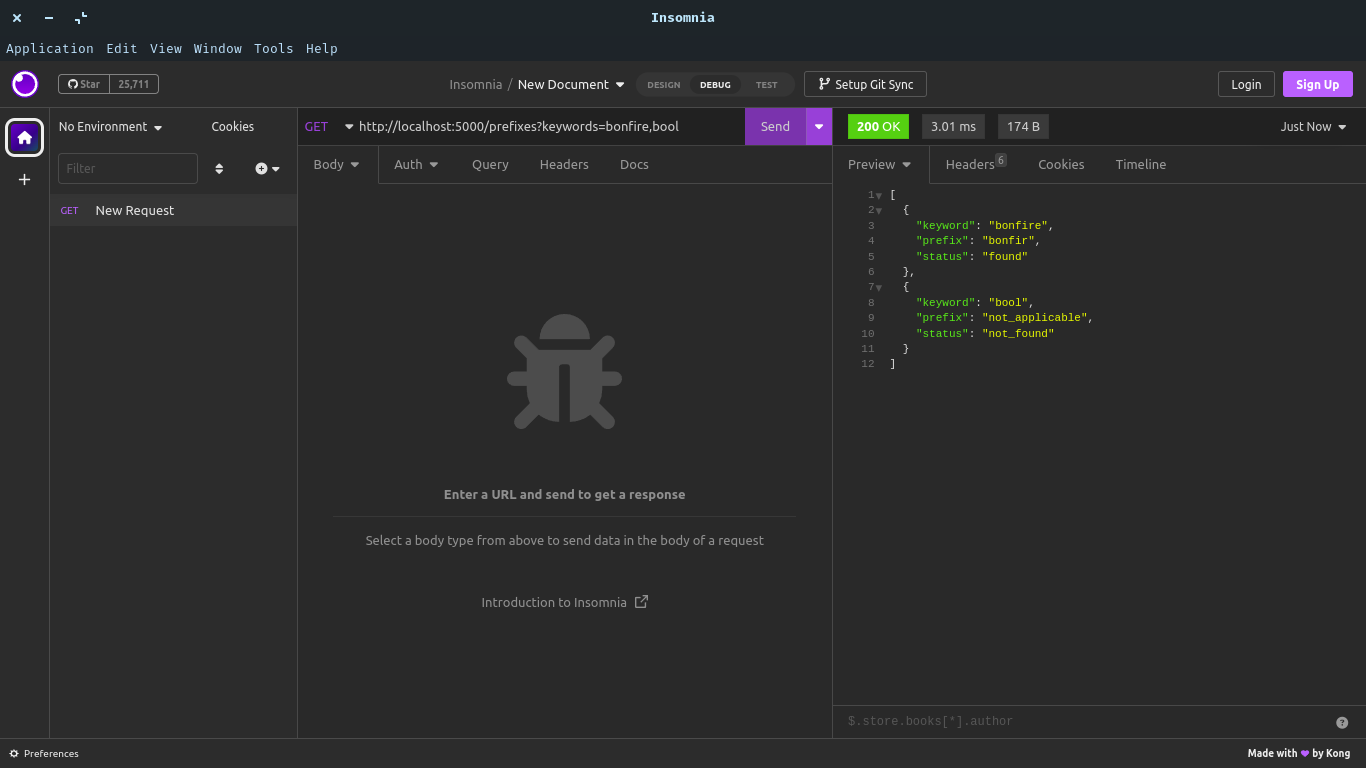 Insomnia
Application Edit View Window Tools Help
Star 25,711
Insomnia / New Document
DESIGN DEBUG TEST
Setup Git Sync
Login
Sign Up
No Environment
Cookies
GET http://localhost:5000/prefixes?keywords=bonfire,bool
Send
200 OK
3.01 ms
174 B
Just Now
Filter
GET New Request
Body Auth Query Headers Docs
Enter a URL and send to get a response
Select a body type from above to send data in the body of a request
Introduction to Insomnia
Preview Headers 6 Cookies Timeline
1 [
2 {
3 "keyword": "bonfire",
4 "prefix": "bonfir",
5 "status": "found"
6 },
7 {
8 "keyword": "bool",
9 "prefix": "not_applicable",
10 "status": "not_found"
11 }
12 ]
$.store.books[*].author
?
Preferences
Made with ❤ by Kong